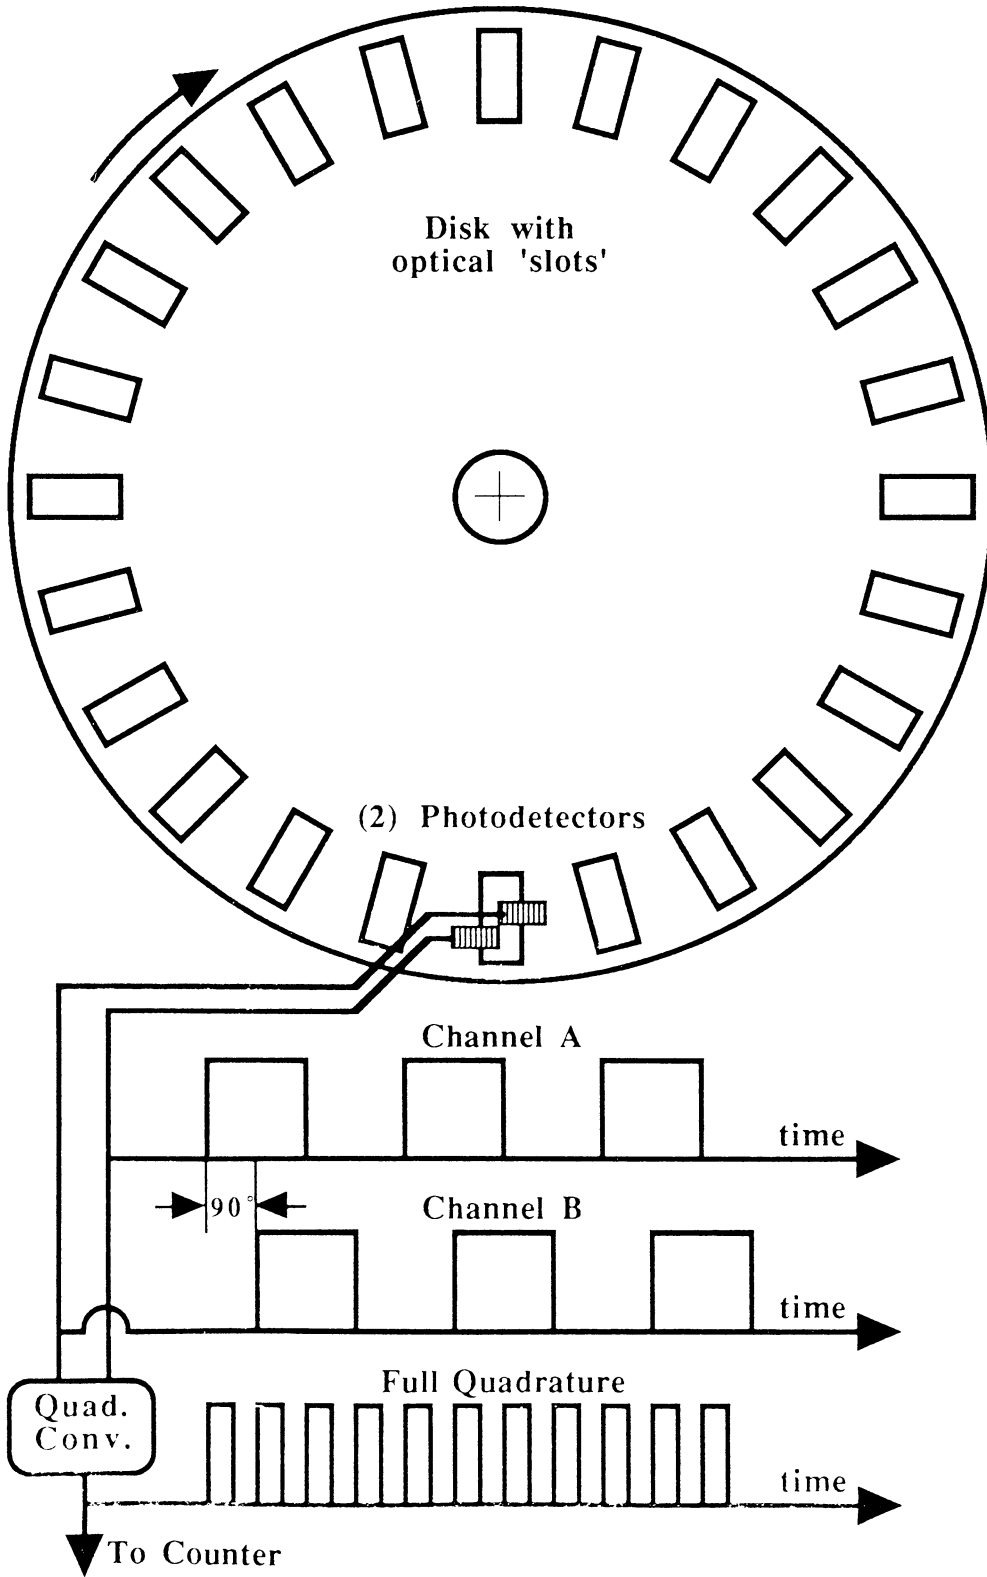 Disk with
optical 'slots'
(2) Photodetectors
Channel A
time
90°
Channel B
time
Full Quadrature
Quad.
Conv.
time
To Counter